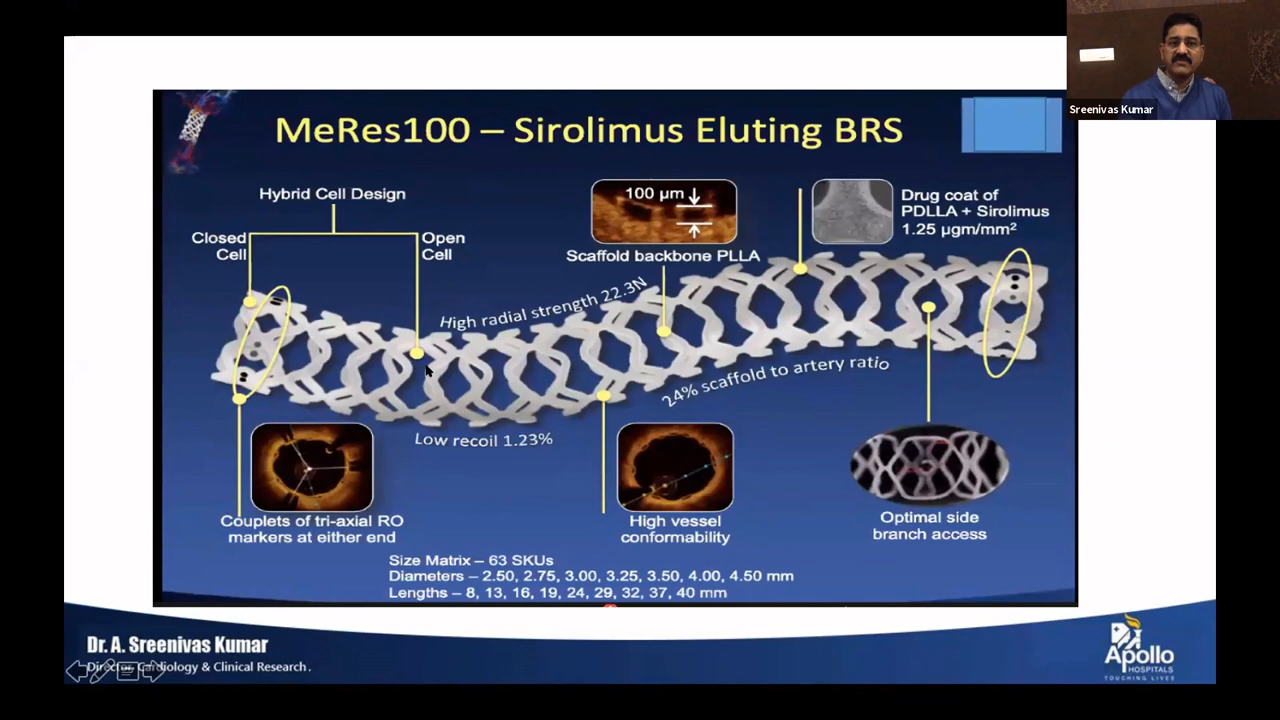 Sreenivas Kumar
MeRes100 – Sirolimus Eluting BRS
Hybrid Cell Design
Closed
Cell
Open
Cell
100 µm
Scaffold backbone PLLA
Drug coat of
PDLLA + Sirolimus
1.25 µgm/mm²
High radial strength 22.3N
24% scaffold to artery ratio
Low recoil 1.23%
Couplets of tri-axial RO
markers at either end
High vessel
conformability
Optimal side
branch access
Size Matrix – 63 SKUs
Diameters – 2.50, 2.75, 3.00, 3.25, 3.50, 4.00, 4.50 mm
Lengths – 8, 13, 16, 19, 24, 29, 32, 37, 40 mm
Dr. A. Sreenivas Kumar
Director, Cardiology & Clinical Research .
Apollo
HOSPITALS
TOUCHING LIVES